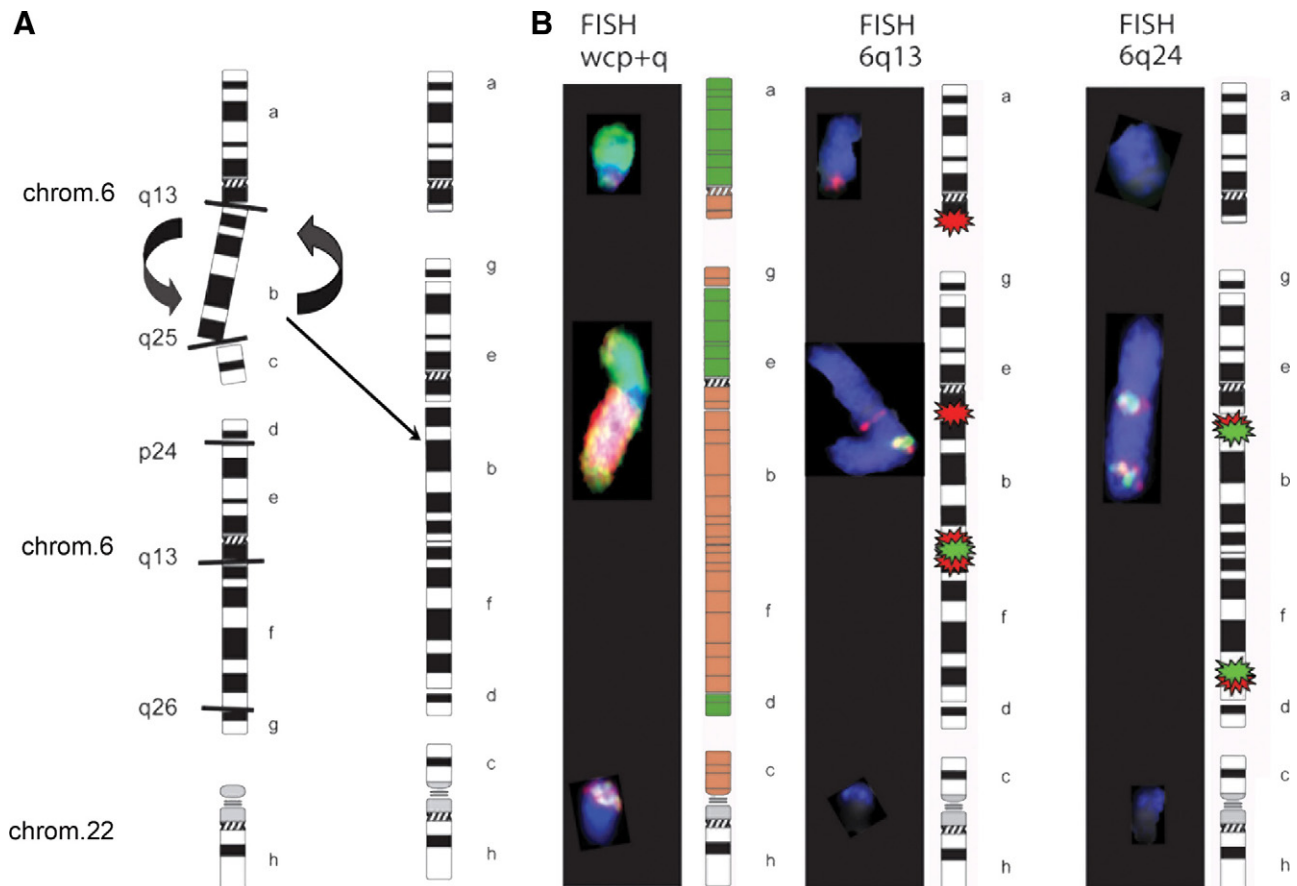 A
B
FISH
wcp+q
FISH
6q13
FISH
6q24
chrom.6
q13
q25
a
b
c
chrom.6
p24
q13
q26
d
e
f
g
chrom.22
h
a
g
e
b
f
d
c
h
a
g
e
b
f
d
c
h
a
g
e
b
f
d
c
h
a
g
e
b
f
d
c
h